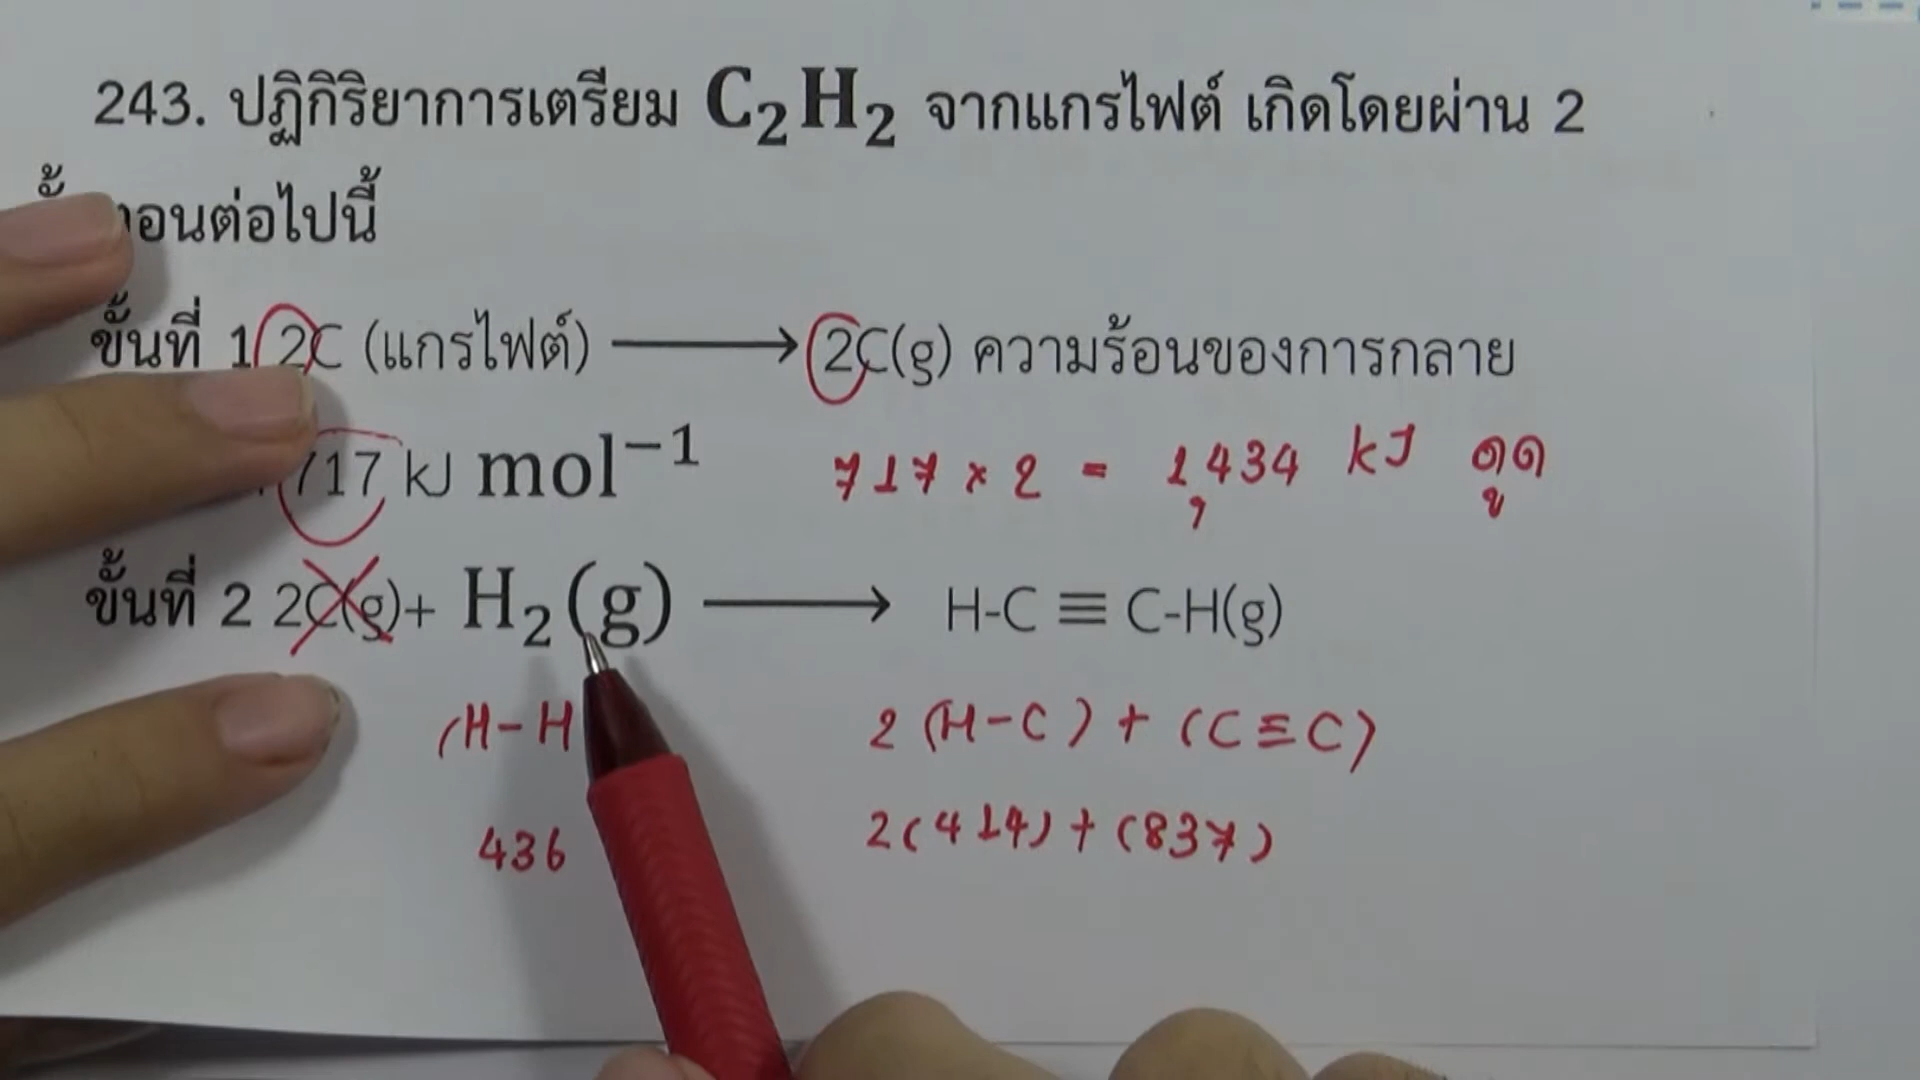 243. ปฏิกิริยาการเตรียม C₂H₂ จากแกรไฟต์ เกิดโดยผ่าน 2
อนต่อไปนี้
ขั้นที่ 1 2C (แกรไฟต์) ⟶ 2C(g) ความร้อนของการกลาย
717 kJ mol⁻¹ 717 × 2 = 1,434 kJ ดูด
ขั้นที่ 2 2C(g)+ H₂(g) ⟶ H-C ≡ C-H(g)
(H-H 2 (H-C) + (C≡C)
436 2(414) + (837)